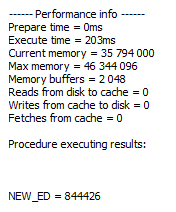 ------ Performance info ------
Prepare time = 0ms
Execute time = 203ms
Current memory = 35 794 000
Max memory = 46 344 096
Memory buffers = 2 048
Reads from disk to cache = 0
Writes from cache to disk = 0
Fetches from cache = 0
Procedure executing results:
NEW_ED = 844426